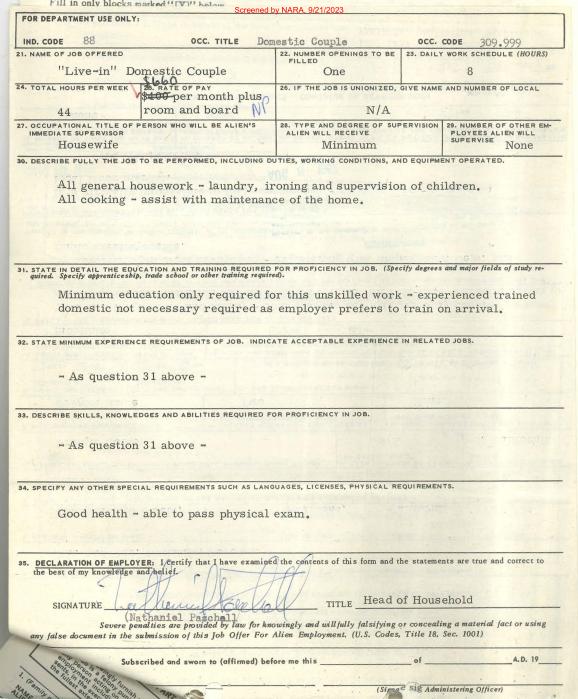 Fill in only blocks marked "[V]" below
Screened by NARA, 9/21/2023
FOR DEPARTMENT USE ONLY:
IND. CODE 88 OCC. TITLE Domestic Couple OCC. CODE 309.999
21. NAME OF JOB OFFERED
"Live-in" Domestic Couple
22. NUMBER OPENINGS TO BE FILLED
One
23. DAILY WORK SCHEDULE (HOURS)
8
24. TOTAL HOURS PER WEEK
44
25. RATE OF PAY
$660
$400 per month plus
room and board NP
26. IF THE JOB IS UNIONIZED, GIVE NAME AND NUMBER OF LOCAL
N/A
27. OCCUPATIONAL TITLE OF PERSON WHO WILL BE ALIEN'S
IMMEDIATE SUPERVISOR
Housewife
28. TYPE AND DEGREE OF SUPERVISION
ALIEN WILL RECEIVE
Minimum
29. NUMBER OF OTHER EM-
PLOYEES ALIEN WILL
SUPERVISE None
30. DESCRIBE FULLY THE JOB TO BE PERFORMED, INCLUDING DUTIES, WORKING CONDITIONS, AND EQUIPMENT OPERATED.
All general housework - laundry, ironing and supervision of children.
All cooking - assist with maintenance of the home.
31. STATE IN DETAIL THE EDUCATION AND TRAINING REQUIRED FOR PROFICIENCY IN JOB. (Specify degrees and major fields of study re-
quired. Specify apprenticeship, trade school or other training required).
Minimum education only required for this unskilled work - experienced trained
domestic not necessary required as employer prefers to train on arrival.
32. STATE MINIMUM EXPERIENCE REQUIREMENTS OF JOB. INDICATE ACCEPTABLE EXPERIENCE IN RELATED JOBS.
- As question 31 above -
33. DESCRIBE SKILLS, KNOWLEDGES AND ABILITIES REQUIRED FOR PROFICIENCY IN JOB.
- As question 31 above -
34. SPECIFY ANY OTHER SPECIAL REQUIREMENTS SUCH AS LANGUAGES, LICENSES, PHYSICAL REQUIREMENTS.
Good health - able to pass physical exam.
35. DECLARATION OF EMPLOYER: I certify that I have examined the contents of this form and the statements are true and correct to
the best of my knowledge and belief.
SIGNATURE Nathaniel Paschall TITLE Head of Household
(Nathaniel Paschall
Severe penalties are provided by law for knowingly and willfully falsifying or concealing a material fact or using
any false document in the submission of this Job Offer For Alien Employment. (U.S. Codes, Title 18, Sec. 1001)
Subscribed and sworn to (affirmed) before me this of A.D. 19
Administering Officer)